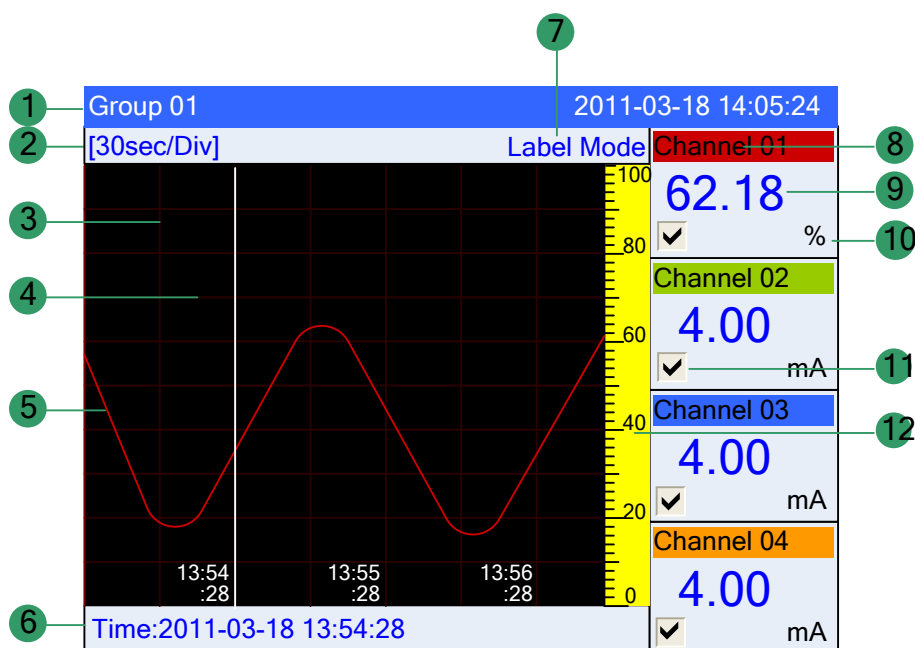 7
1
Group 01 2011-03-18 14:05:24
2
[30sec/Div] Label Mode
Channel 01
8
100
62.18
9
3
80
%
10
4
Channel 02
4.00
60
mA
11
5
Channel 03
40
12
4.00
mA
20
Channel 04
13:54
:28
13:55
:28
13:56
:28
4.00
0
6
Time:2011-03-18 13:54:28
mA